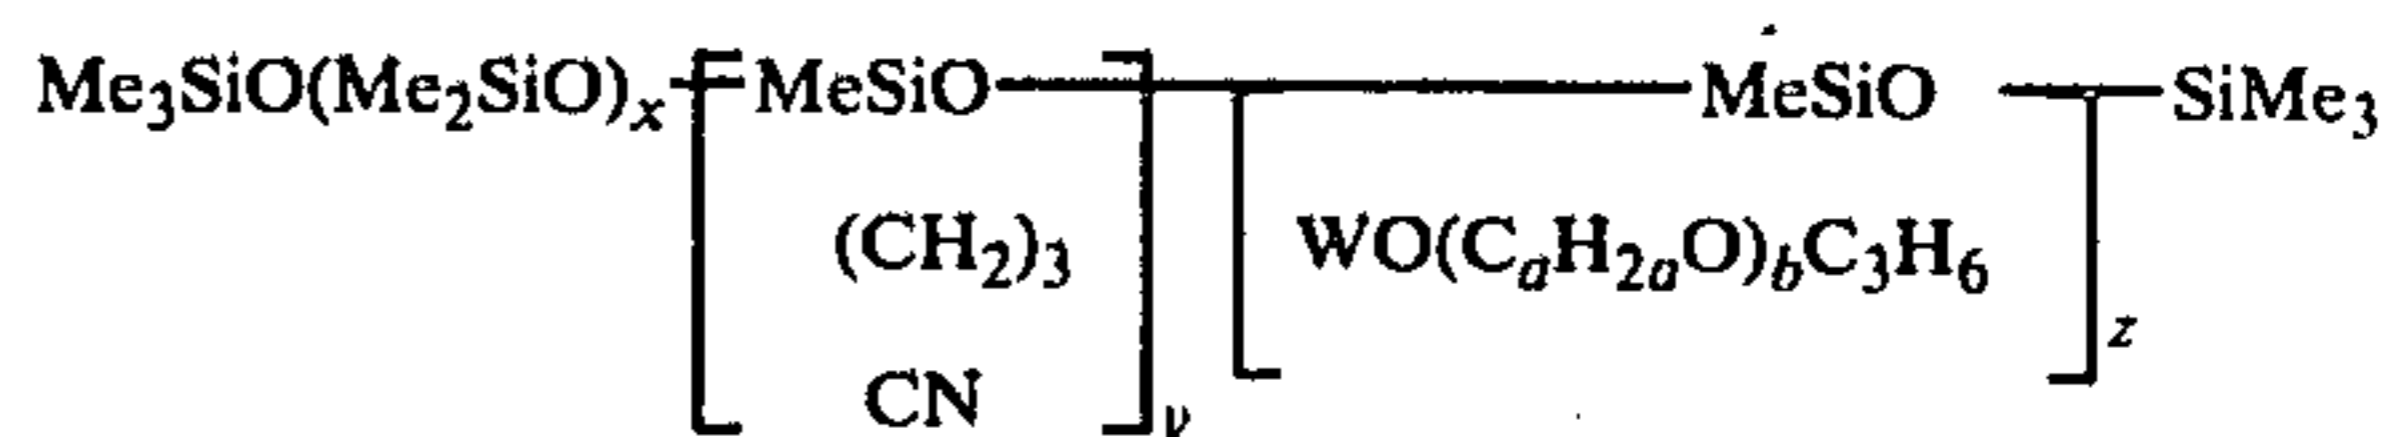 Me₃SiO(Me₂SiO)ₓ MeSiO MeSiO SiMe₃
(CH₂)₃ WO(CₐH₂ₐO)bC₃H₆
z
CN y